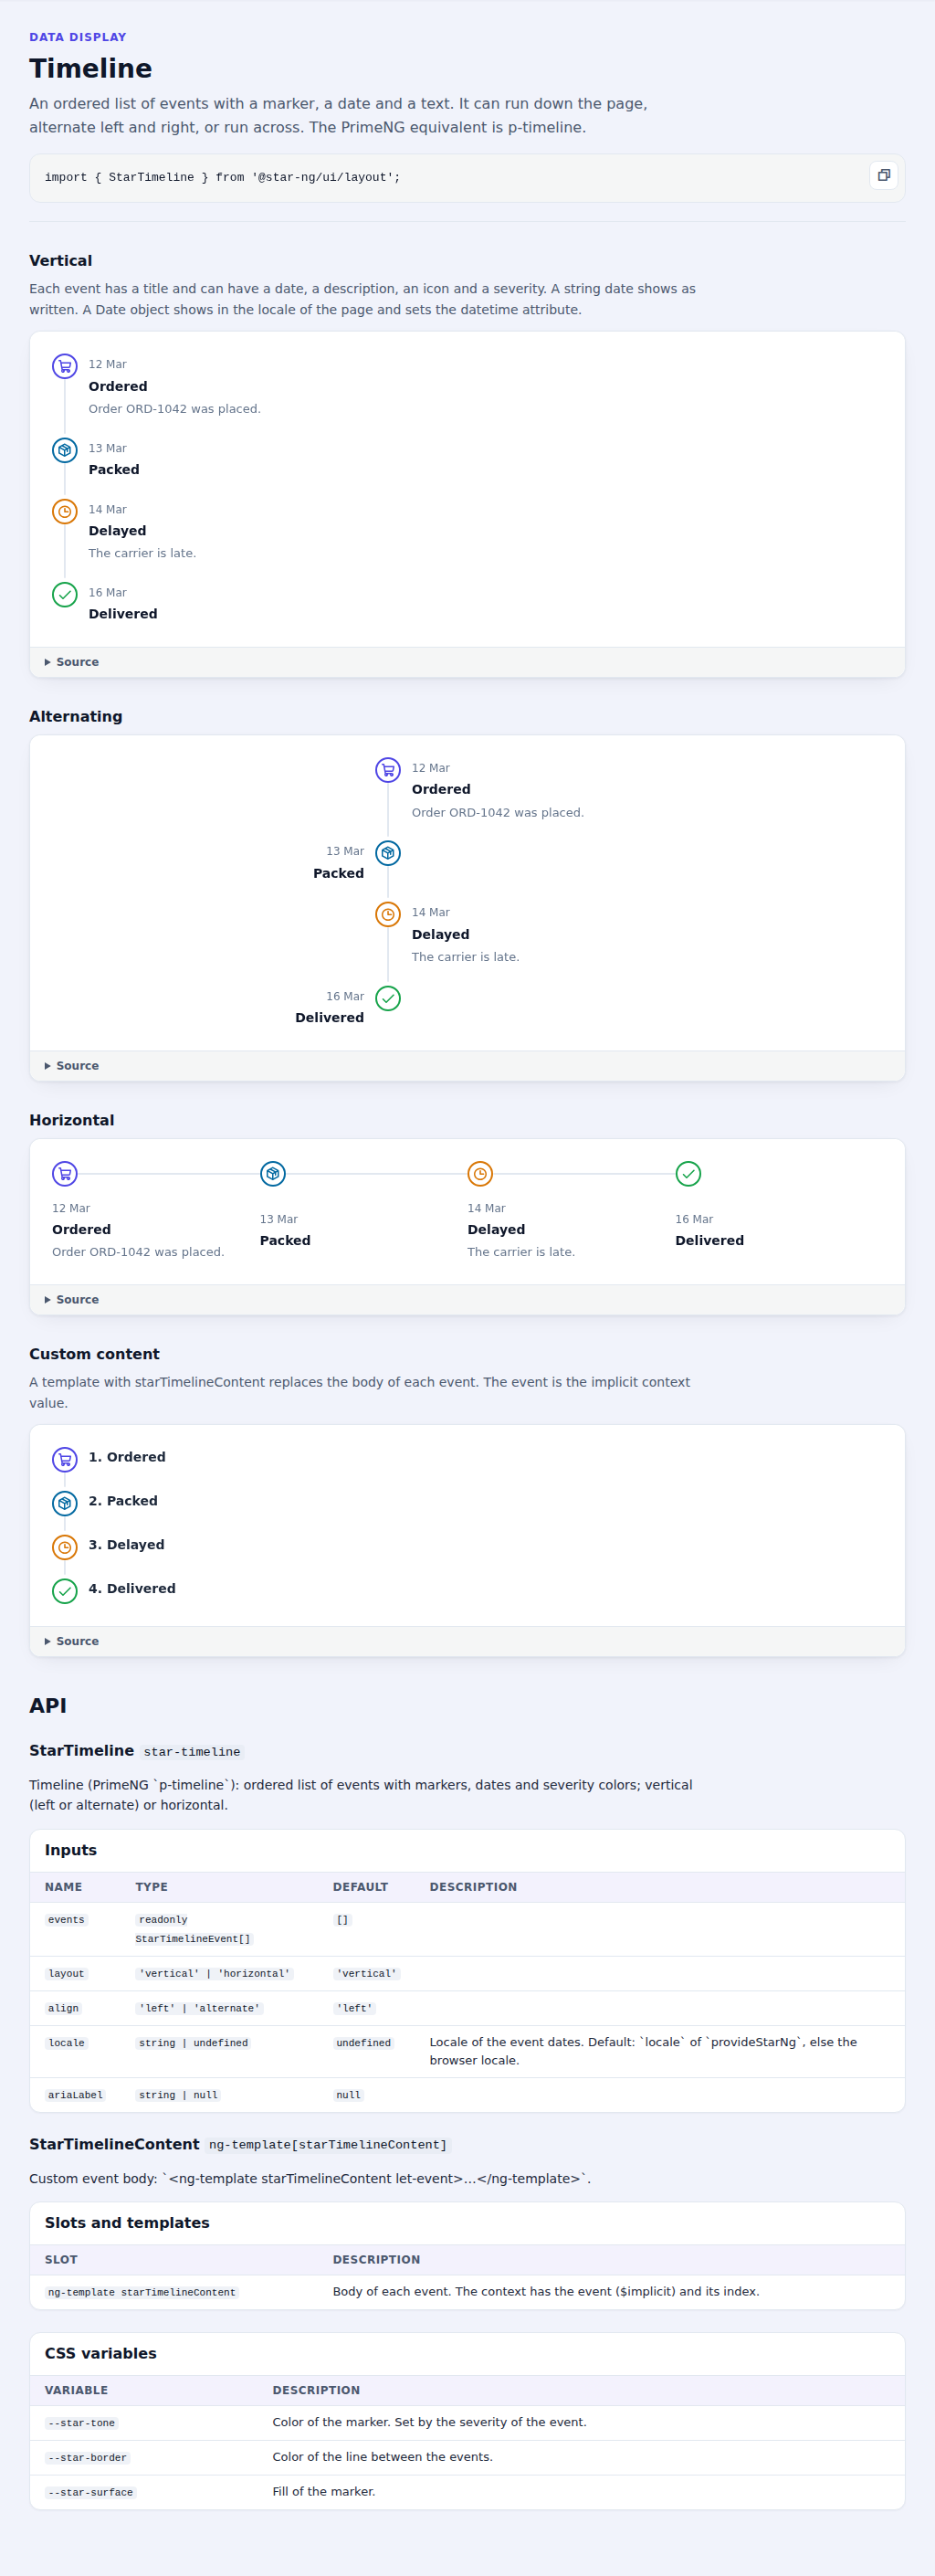 DATA DISPLAY
Timeline
An ordered list of events with a marker, a date and a text. It can run down the page,
alternate left and right, or run across. The PrimeNG equivalent is p-timeline.
import { StarTimeline } from '@star-ng/ui/layout';
Vertical
Each event has a title and can have a date, a description, an icon and a severity. A string date shows as
written. A Date object shows in the locale of the page and sets the datetime attribute.
12 Mar
Ordered
Order ORD-1042 was placed.
13 Mar
Packed
14 Mar
Delayed
The carrier is late.
16 Mar
Delivered
Source
Alternating
12 Mar
Ordered
Order ORD-1042 was placed.
13 Mar
Packed
14 Mar
Delayed
The carrier is late.
16 Mar
Delivered
Source
Horizontal
12 Mar
Ordered
Order ORD-1042 was placed.
13 Mar
Packed
14 Mar
Delayed
The carrier is late.
16 Mar
Delivered
Source
Custom content
A template with starTimelineContent replaces the body of each event. The event is the implicit context
value.
1. Ordered
2. Packed
3. Delayed
4. Delivered
Source
API
StarTimeline star-timeline
Timeline (PrimeNG `p-timeline`): ordered list of events with markers, dates and severity colors; vertical
(left or alternate) or horizontal.
Inputs
NAME TYPE DEFAULT DESCRIPTION
events readonly StarTimelineEvent[] []
layout 'vertical' | 'horizontal' 'vertical'
align 'left' | 'alternate' 'left'
locale string | undefined undefined Locale of the event dates. Default: `locale` of `provideStarNg`, else the
browser locale.
ariaLabel string | null null
StarTimelineContent ng-template[starTimelineContent]
Custom event body: `<ng-template starTimelineContent let-event>…</ng-template>`.
Slots and templates
SLOT DESCRIPTION
ng-template starTimelineContent Body of each event. The context has the event ($implicit) and its index.
CSS variables
VARIABLE DESCRIPTION
--star-tone Color of the marker. Set by the severity of the event.
--star-border Color of the line between the events.
--star-surface Fill of the marker.